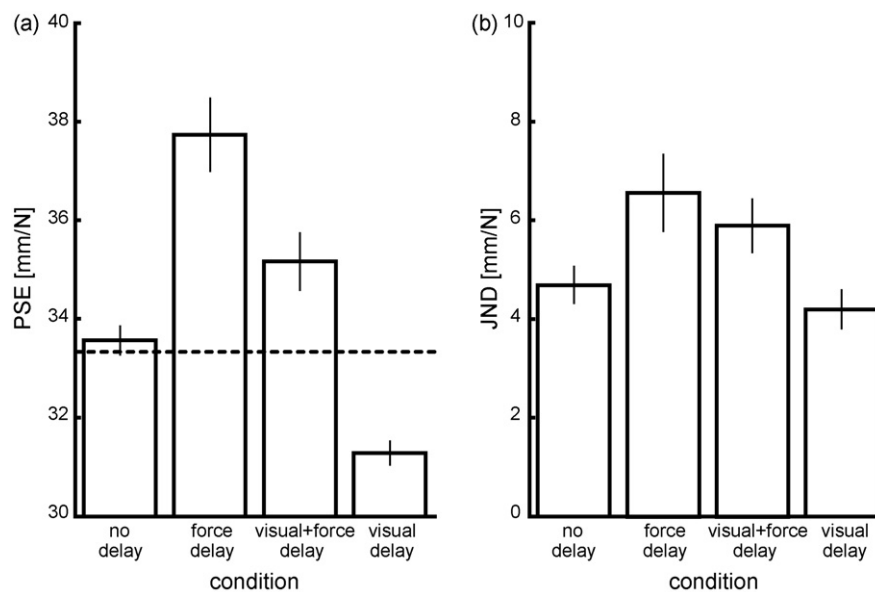 (a)
PSE [mm/N]
40
38
36
34
32
30
no delay
force delay
visual+force delay
visual delay
condition
(b)
JND [mm/N]
10
8
6
4
2
0
no delay
force delay
visual+force delay
visual delay
condition